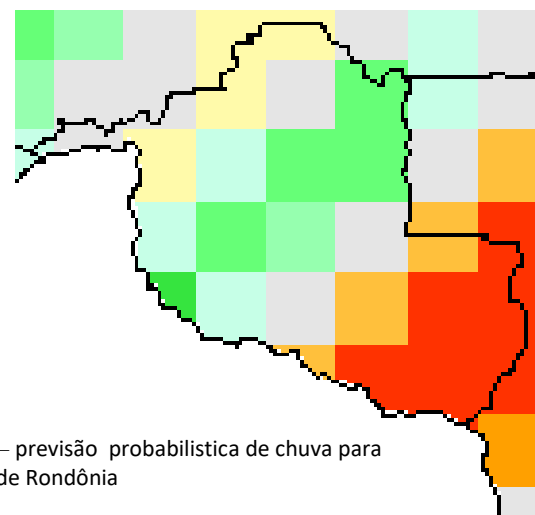 – previsão probabilistica de chuva para
de Rondônia